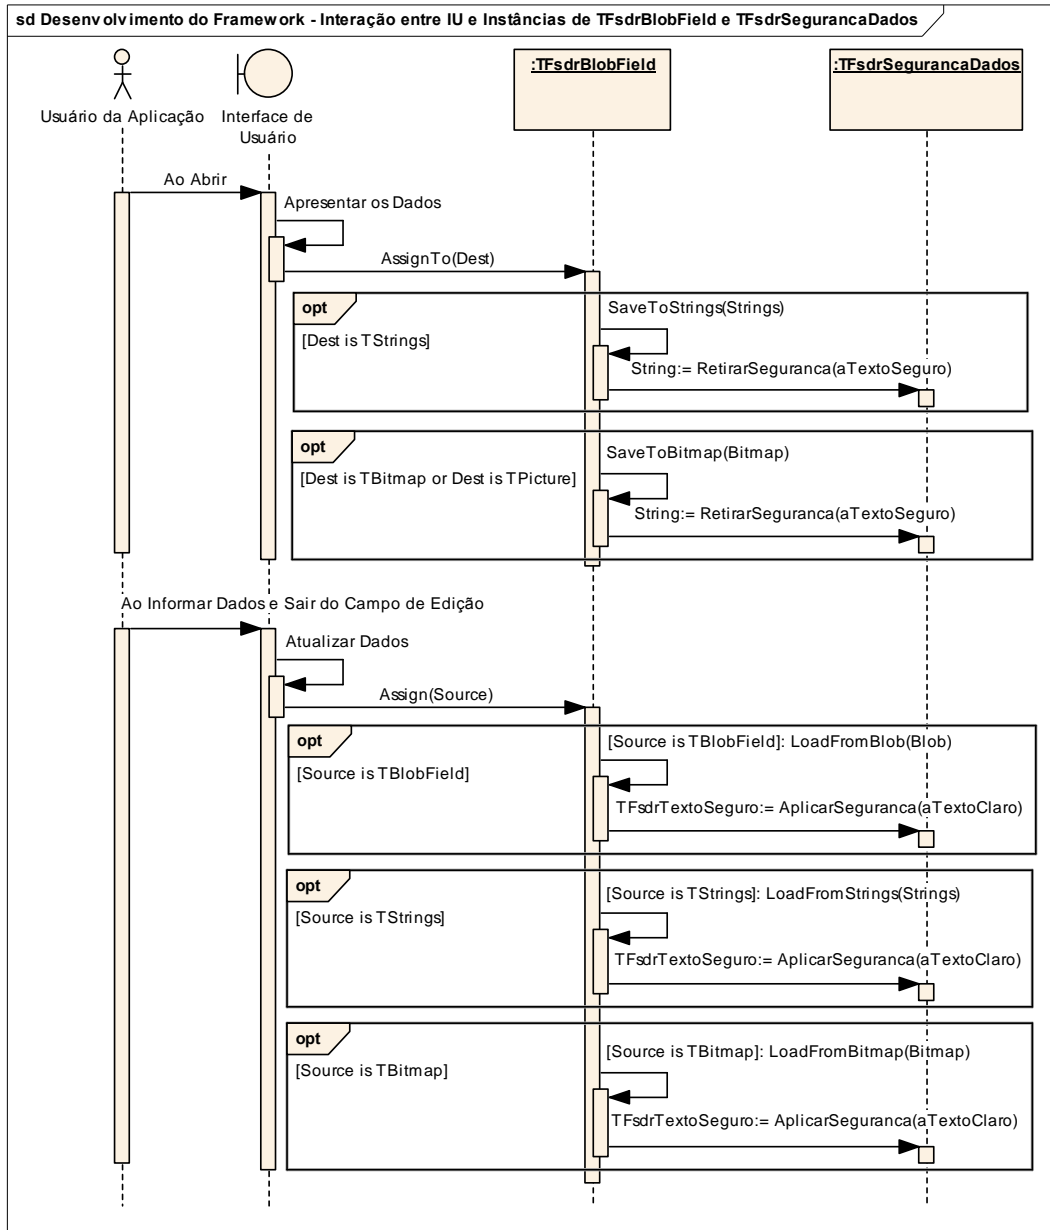 sd Desenvolvimento do Framework - Interação entre IU e Instâncias de TFsdrBlobField e TFsdrSegurancaDados
:TFsdrBlobField
:TFsdrSegurancaDados
Usuário da Aplicação
Interface de
Usuário
Ao Abrir
Apresentar os Dados
AssignTo(Dest)
opt
[Dest is TStrings]
SaveToStrings(Strings)
String:= RetirarSeguranca(aTextoSeguro)
opt
[Dest is TBitmap or Dest is TPicture]
SaveToBitmap(Bitmap)
String:= RetirarSeguranca(aTextoSeguro)
Ao Informar Dados e Sair do Campo de Edição
Atualizar Dados
Assign(Source)
opt
[Source is TBlobField]
[Source is TBlobField]: LoadFromBlob(Blob)
TFsdrTextoSeguro:= AplicarSeguranca(aTextoClaro)
opt
[Source is TStrings]
[Source is TStrings]: LoadFromStrings(Strings)
TFsdrTextoSeguro:= AplicarSeguranca(aTextoClaro)
opt
[Source is TBitmap]
[Source is TBitmap]: LoadFromBitmap(Bitmap)
TFsdrTextoSeguro:= AplicarSeguranca(aTextoClaro)